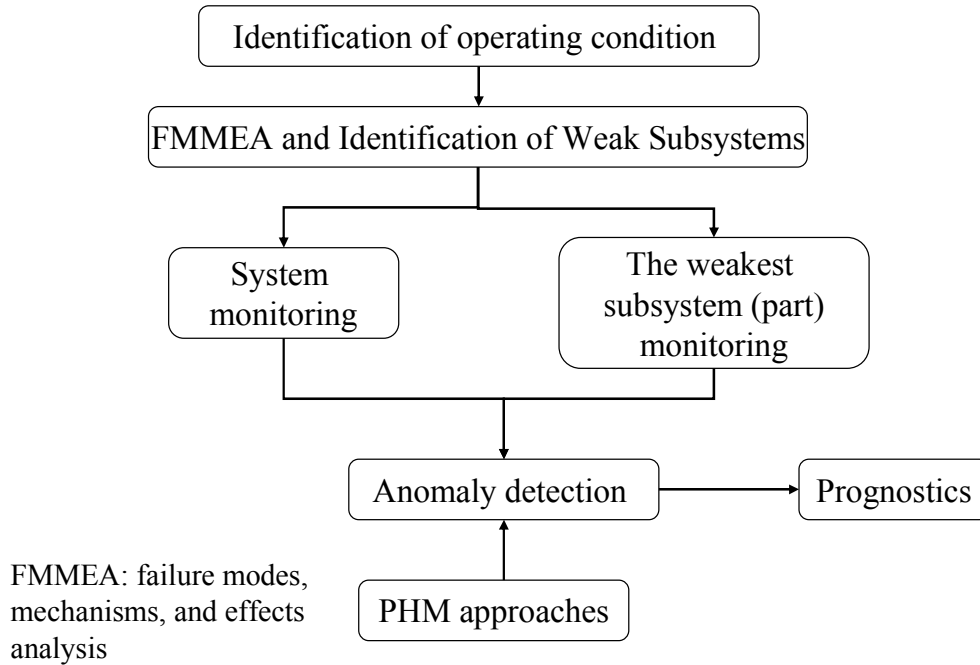 Identification of operating condition
FMMEA and Identification of Weak Subsystems
System
monitoring
The weakest
subsystem (part)
monitoring
Anomaly detection
Prognostics
PHM approaches
FMMEA: failure modes,
mechanisms, and effects
analysis